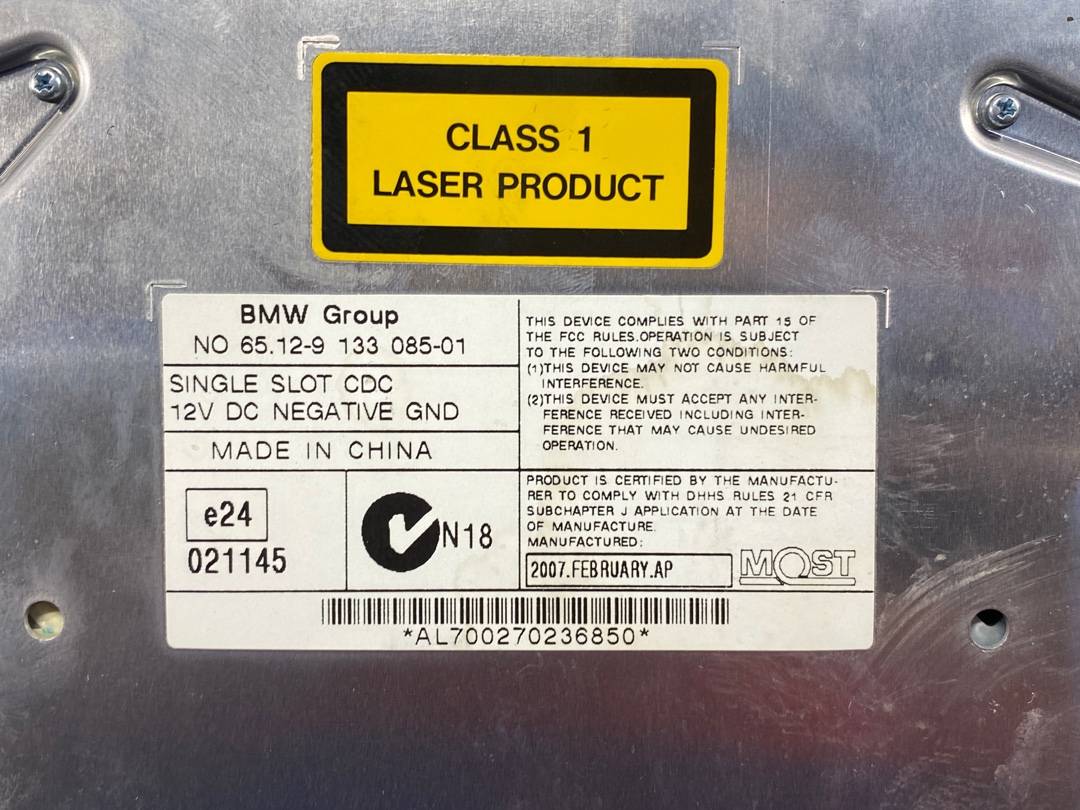 CLASS 1
LASER PRODUCT
BMW Group
NO 65.12-9 133 085-01
SINGLE SLOT CDC
12V DC NEGATIVE GND
MADE IN CHINA
e24
021145
N18
THIS DEVICE COMPLIES WITH PART 15 OF
THE FCC RULES.OPERATION IS SUBJECT
TO THE FOLLOWING TWO CONDITIONS:
(1)THIS DEVICE MAY NOT CAUSE HARMFUL
INTERFERENCE.
(2)THIS DEVICE MUST ACCEPT ANY INTER-
FERENCE RECEIVED INCLUDING INTER-
FERENCE THAT MAY CAUSE UNDESIRED
OPERATION.
PRODUCT IS CERTIFIED BY THE MANUFACTU-
RER TO COMPLY WITH DHHS RULES 21 CFR
SUBCHAPTER J APPLICATION AT THE DATE
OF MANUFACTURE.
MANUFACTURED:
2007.FEBRUARY.AP
MOST
*AL700270236850*